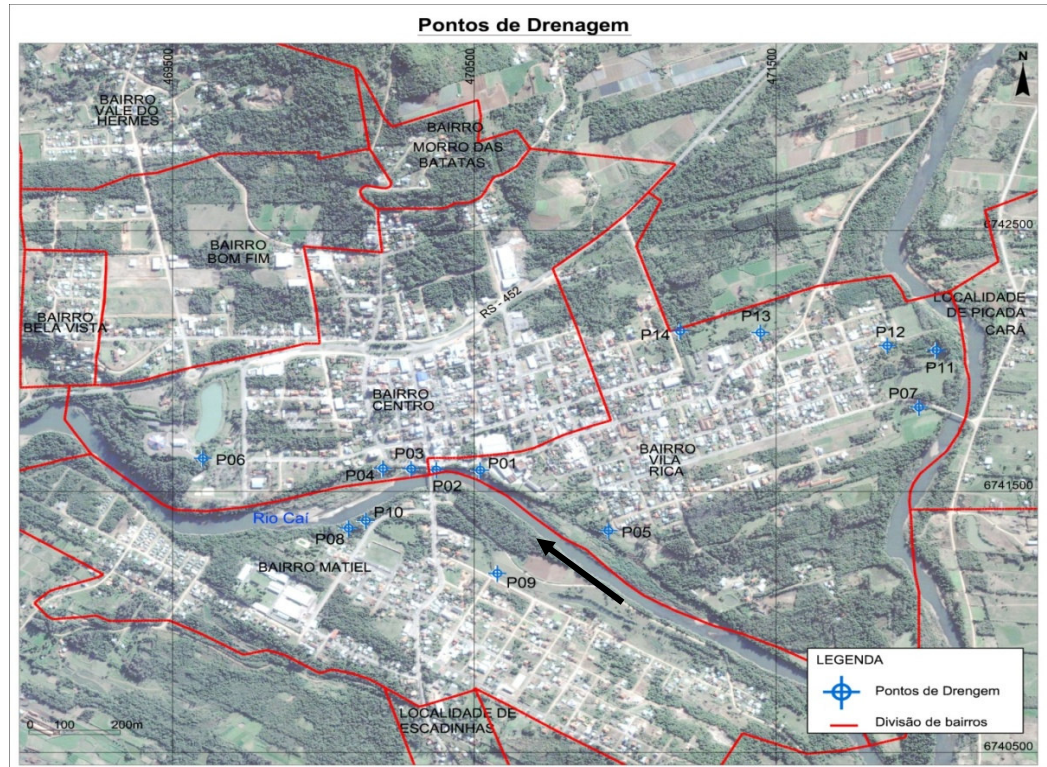 Pontos de Drenagem
469500
470500
471500
N
BAIRRO
VALE DO
HERMES
BAIRRO
MORRO DAS
BATATAS
6742500
BAIRRO
BOM FIM
RS - 452
LOCALIDADE
DE PICADA
CARÁ
BAIRRO
BELA VISTA
P14
P13
P12
P11
BAIRRO
CENTRO
P07
BAIRRO
VILA
RICA
P06
P04
P03
P02
P01
6741500
Rio Caí
P10
P08
P05
BAIRRO MATIEL
P09
LEGENDA
Pontos de Drengem
Divisão de bairros
LOCALIDADE DE
ESCADINHAS
0 100 200m
6740500